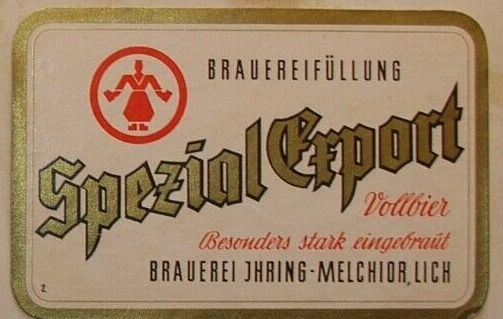 BRAUEREIFÜLLUNG
Spezial Export
Vollbier
Besonders stark eingebraut
BRAUEREI JHRING-MELCHIOR, LICH
2